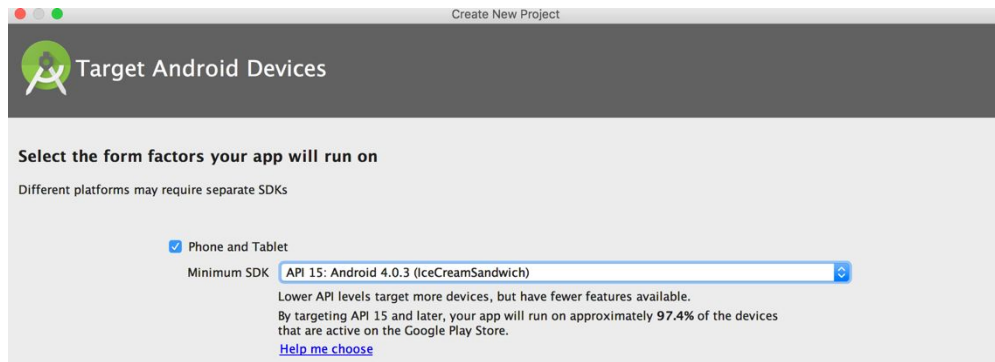 Create New Project
Target Android Devices
Select the form factors your app will run on
Different platforms may require separate SDKs
Phone and Tablet
Minimum SDK API 15: Android 4.0.3 (IceCreamSandwich)
Lower API levels target more devices, but have fewer features available.
By targeting API 15 and later, your app will run on approximately 97.4% of the devices
that are active on the Google Play Store.
Help me choose